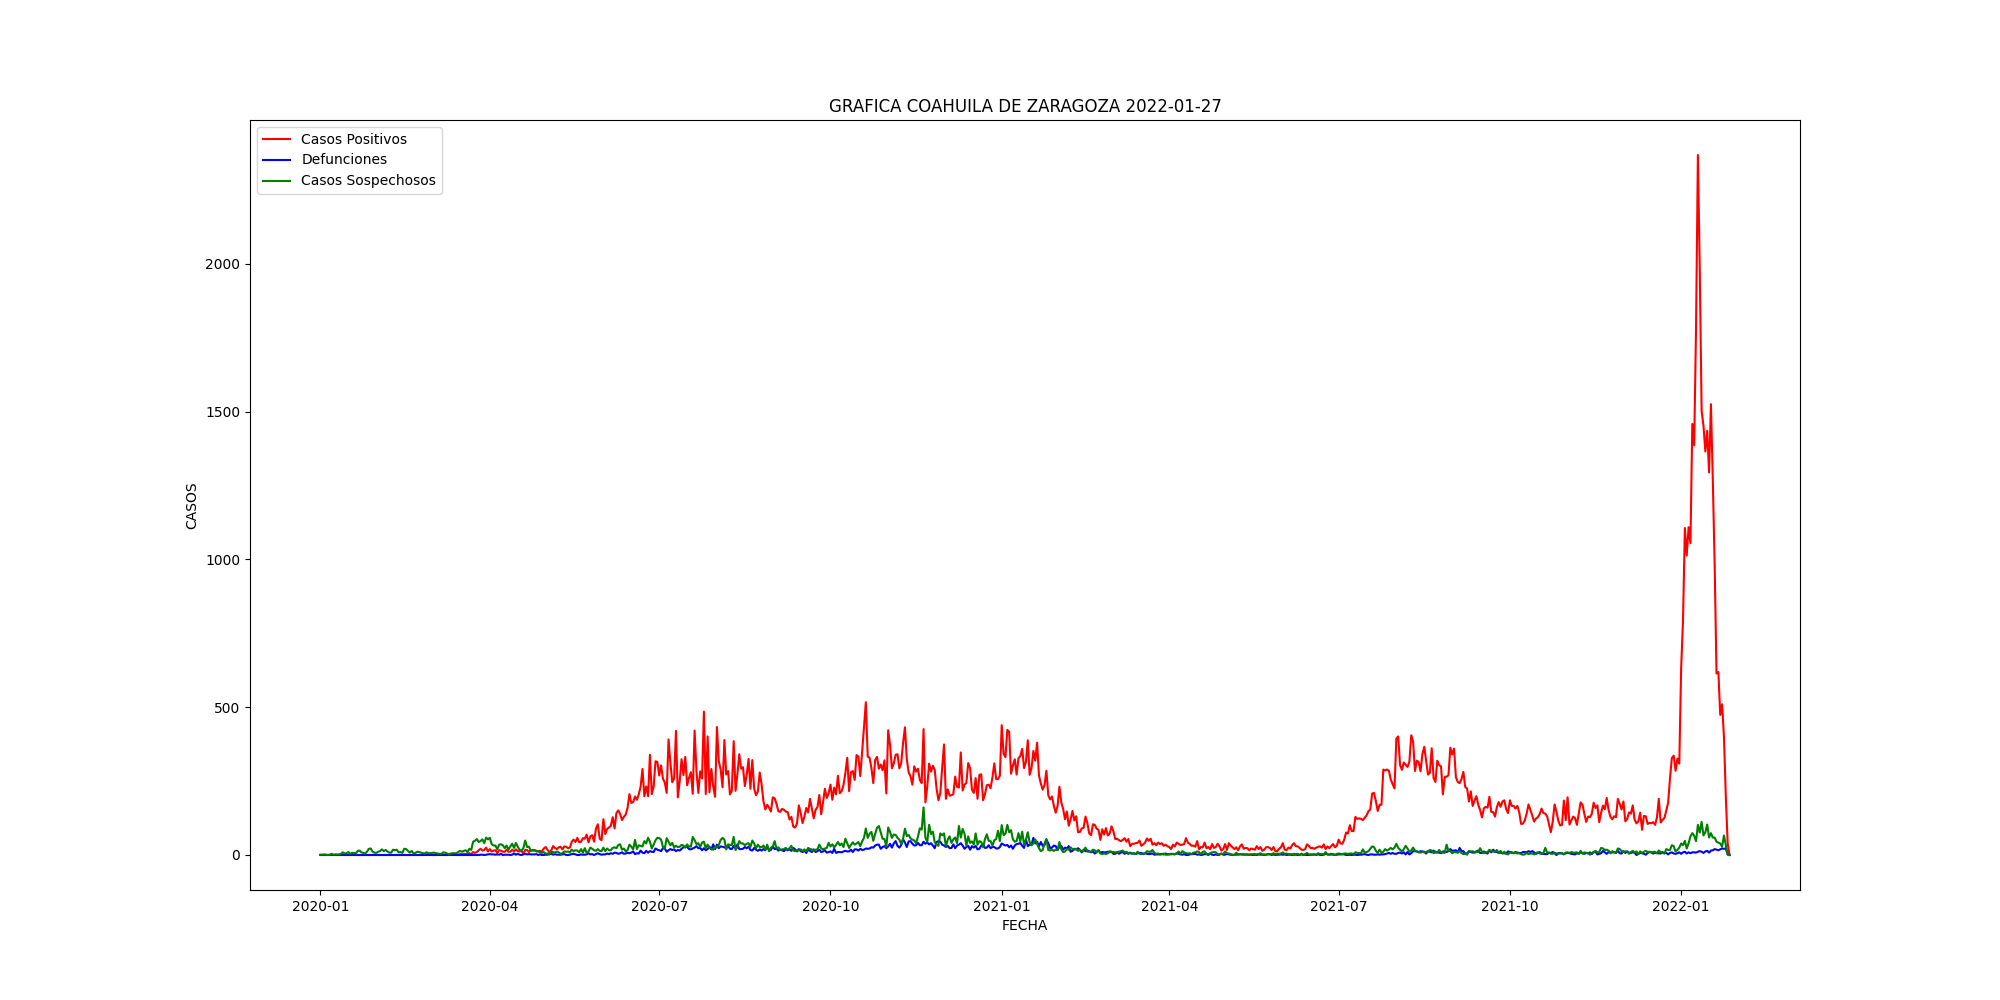 GRAFICA COAHUILA DE ZARAGOZA 2022-01-27
Casos Positivos
Defunciones
Casos Sospechosos
CASOS
2000
1500
1000
500
0
2020-01 2020-04 2020-07 2020-10 2021-01 2021-04 2021-07 2021-10 2022-01
FECHA